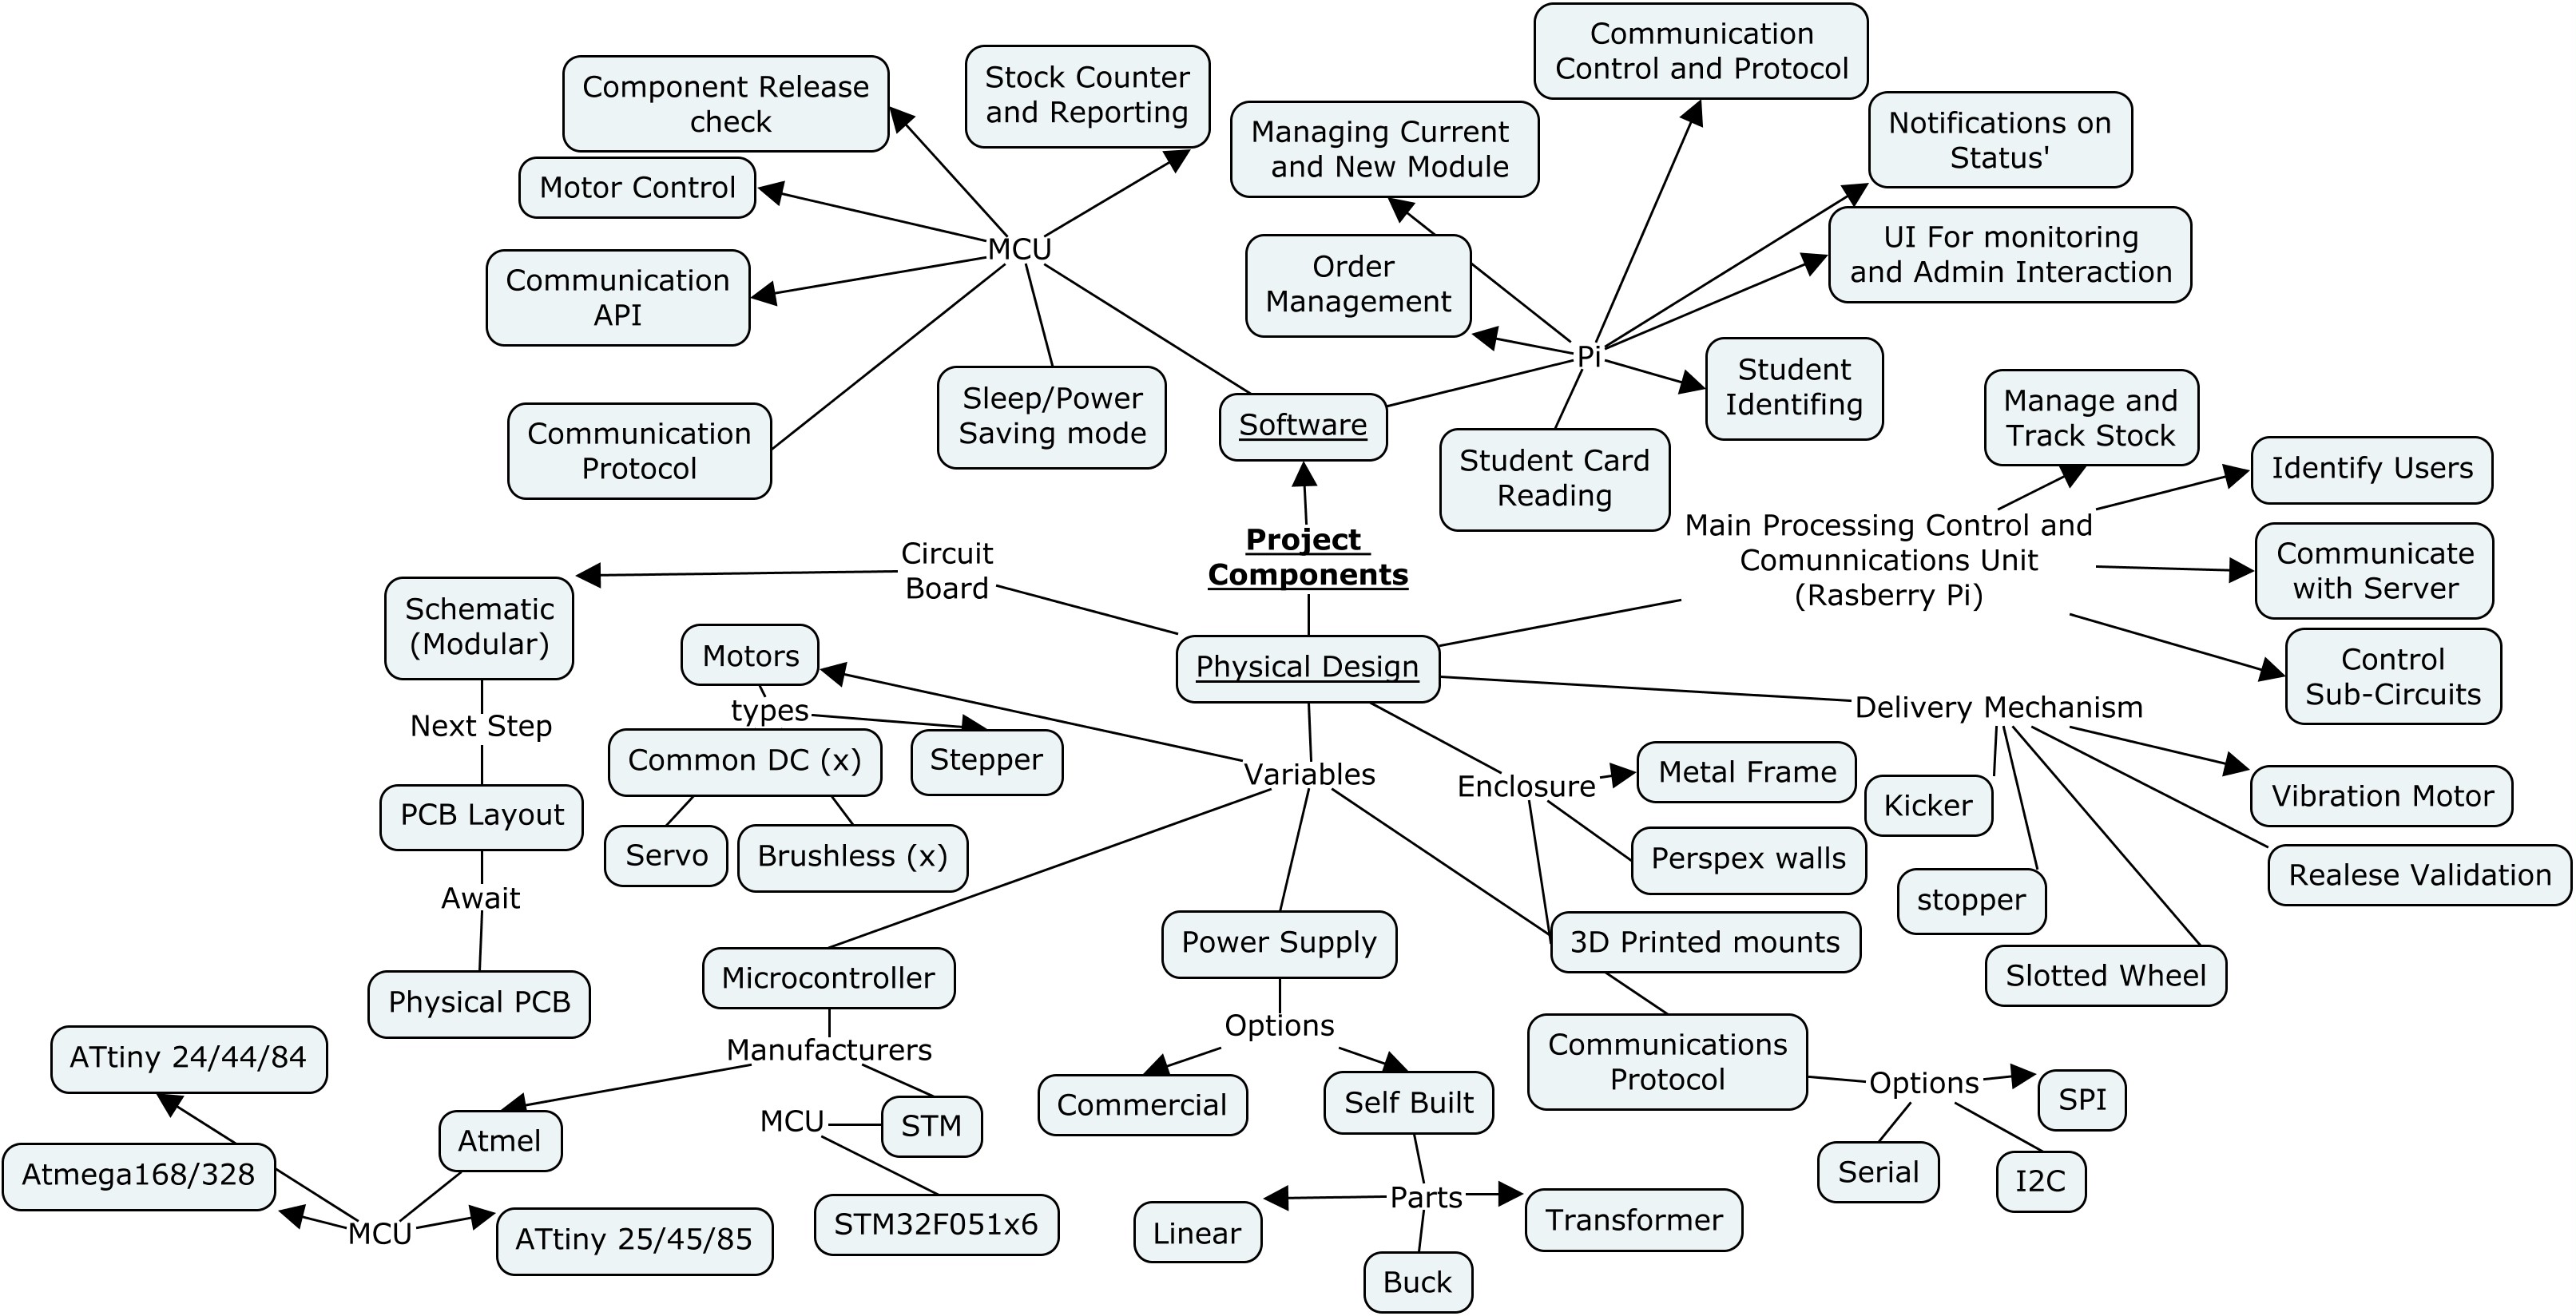 Communication
Control and Protocol
Component Release
check
Stock Counter
and Reporting
Managing Current
and New Module
Notifications on
Status'
Motor Control
MCU
UI For monitoring
and Admin Interaction
Order
Management
Communication
API
Pi
Student
Identifing
Sleep/Power
Saving mode
Software
Manage and
Track Stock
Communication
Protocol
Student Card
Reading
Identify Users
Project
Components
Main Processing Control and
Comunnications Unit
(Rasberry Pi)
Circuit
Board
Communicate
with Server
Schematic
(Modular)
Motors
Physical Design
Control
Sub-Circuits
Next Step
types
Delivery Mechanism
Common DC (x)
Stepper
Variables
Enclosure
Metal Frame
Kicker
Vibration Motor
PCB Layout
Servo
Brushless (x)
Perspex walls
Realese Validation
Await
stopper
Power Supply
3D Printed mounts
Slotted Wheel
Microcontroller
Physical PCB
Options
Manufacturers
ATtiny 24/44/84
Communications
Protocol
Options
SPI
Commercial
Self Built
Atmel
MCU
STM
Atmega168/328
Serial
I2C
Parts
Linear
Transformer
STM32F051x6
MCU
ATtiny 25/45/85
Buck